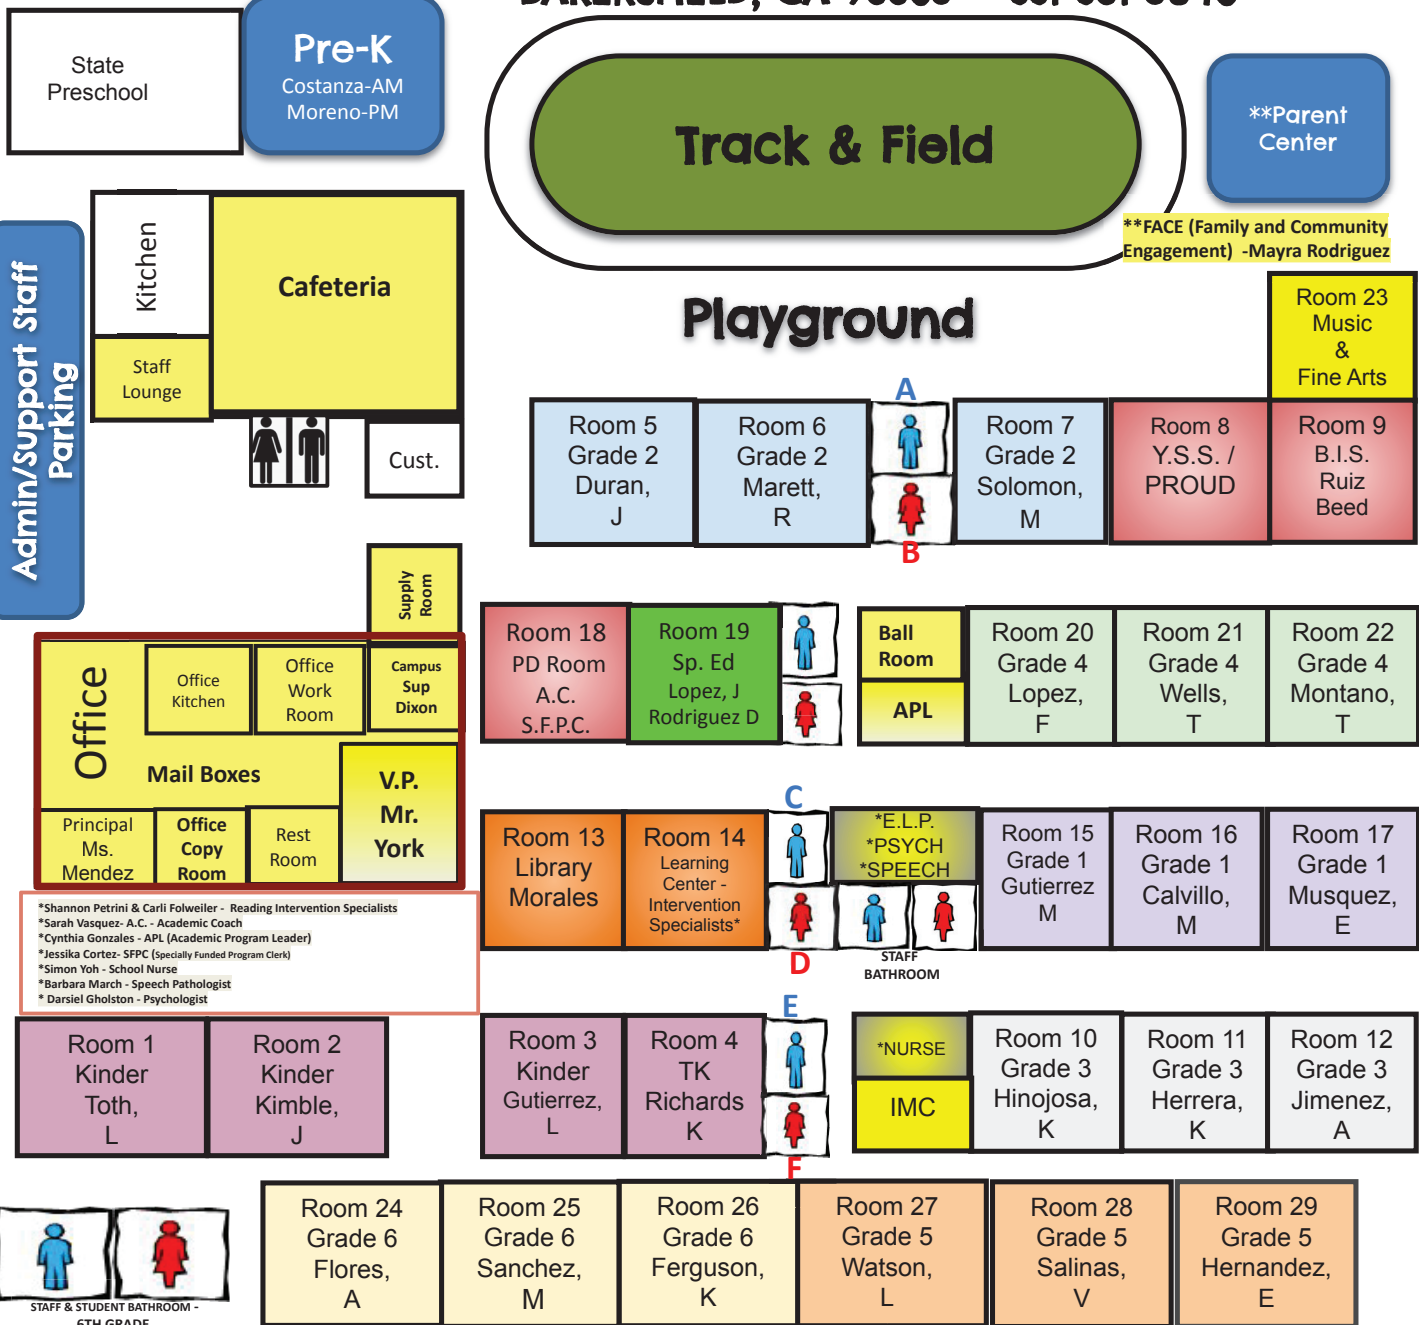 State
Preschool
Pre-K
Costanza-AM
Moreno-PM
Track & Field
**Parent
Center
**FACE (Family and Community
Engagement) -Mayra Rodriguez
Admin/Support Staff
Parking
Kitchen
Cafeteria
Staff
Lounge
Cust.
Playground
Room 23
Music
&
Fine Arts
A
Room 5
Grade 2
Duran,
J
Room 6
Grade 2
Marett,
R
B
Room 7
Grade 2
Solomon,
M
Room 8
Y.S.S. /
PROUD
Room 9
B.I.S.
Ruiz
Beed
Supply
Room
Office
Office
Kitchen
Office
Work
Room
Campus
Sup
Dixon
Mail Boxes
V.P.
Mr.
York
Principal
Ms.
Mendez
Office
Copy
Room
Rest
Room
Room 18
PD Room
A.C.
S.F.P.C.
Room 19
Sp. Ed
Lopez, J
Rodriguez D
Ball
Room
APL
Room 20
Grade 4
Lopez,
F
Room 21
Grade 4
Wells,
T
Room 22
Grade 4
Montano,
T
C
Room 13
Library
Morales
Room 14
Learning
Center -
Intervention
Specialists*
D
*E.L.P.
*PSYCH
*SPEECH
STAFF
BATHROOM
Room 15
Grade 1
Gutierrez
M
Room 16
Grade 1
Calvillo,
M
Room 17
Grade 1
Musquez,
E
*Shannon Petrini & Carli Folweiler - Reading Intervention Specialists
*Sarah Vasquez- A.C. - Academic Coach
*Cynthia Gonzales - APL (Academic Program Leader)
*Jessika Cortez- SFPC (Specially Funded Program Clerk)
*Simon Yoh - School Nurse
*Barbara March - Speech Pathologist
* Darsiel Gholston - Psychologist
Room 1
Kinder
Toth,
L
Room 2
Kinder
Kimble,
J
Room 3
Kinder
Gutierrez,
L
Room 4
TK
Richards
K
E
F
*NURSE
IMC
Room 10
Grade 3
Hinojosa,
K
Room 11
Grade 3
Herrera,
K
Room 12
Grade 3
Jimenez,
A
STAFF & STUDENT BATHROOM -
6TH GRADE
Room 24
Grade 6
Flores,
A
Room 25
Grade 6
Sanchez,
M
Room 26
Grade 6
Ferguson,
K
Room 27
Grade 5
Watson,
L
Room 28
Grade 5
Salinas,
V
Room 29
Grade 5
Hernandez,
E